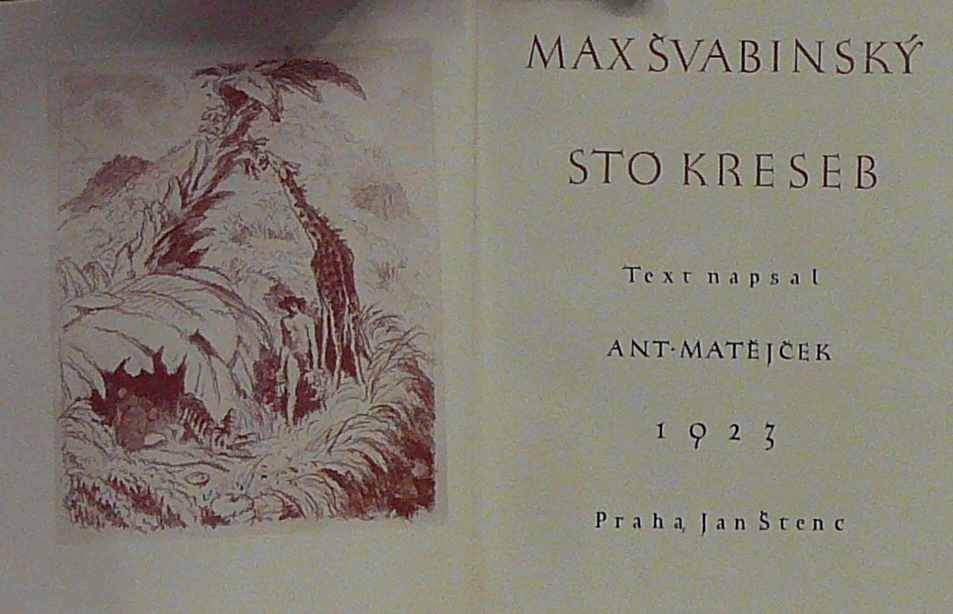 MAX ŠVABINSKÝ
STO KRESEB
Text napsal
ANT·MATĚJČEK
1923
Praha, Jan Štenc